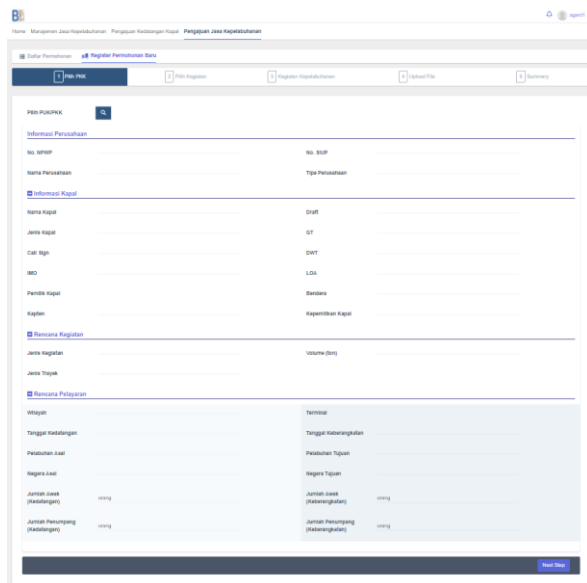 agent1
Home Manajemen Jasa Kepelabuhanan Pengajuan Kedatangan Kapal Pengajuan Jasa Kepelabuhanan
Daftar Permohonan Register Permohonan Baru
1 Pilih PKK 2 Pilih Kegiatan 3 Kegiatan Kepelabuhanan 4 Upload File 5 Summary
Pilih PUK/PKK
Informasi Perusahaan
No. NPWP No. SIUP
Nama Perusahaan Tipe Perusahaan
Informasi Kapal
Nama Kapal Draft
Jenis Kapal GT
Call Sign DWT
IMO LOA
Pemilik Kapal Bendera
Kapten Kepemilikan Kapal
Rencana Kegiatan
Jenis Kegiatan Volume (ton)
Jenis Trayek
Rencana Pelayaran
Wilayah Terminal
Tanggal Kedatangan Tanggal Keberangkatan
Pelabuhan Asal Pelabuhan Tujuan
Negara Asal Negara Tujuan
Jumlah Awak (Kedatangan) orang Jumlah Awak (Keberangkatan) orang
Jumlah Penumpang (Kedatangan) orang Jumlah Penumpang (Keberangkatan) orang
Next Step